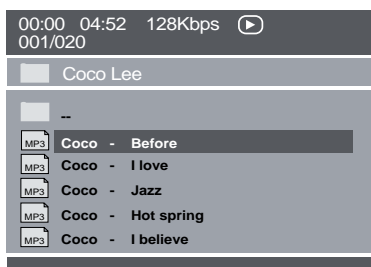 00:00 04:52 128Kbps
001/020
Coco Lee
--
MP3 Coco - Before
MP3 Coco - I love
MP3 Coco - Jazz
MP3 Coco - Hot spring
MP3 Coco - I believe